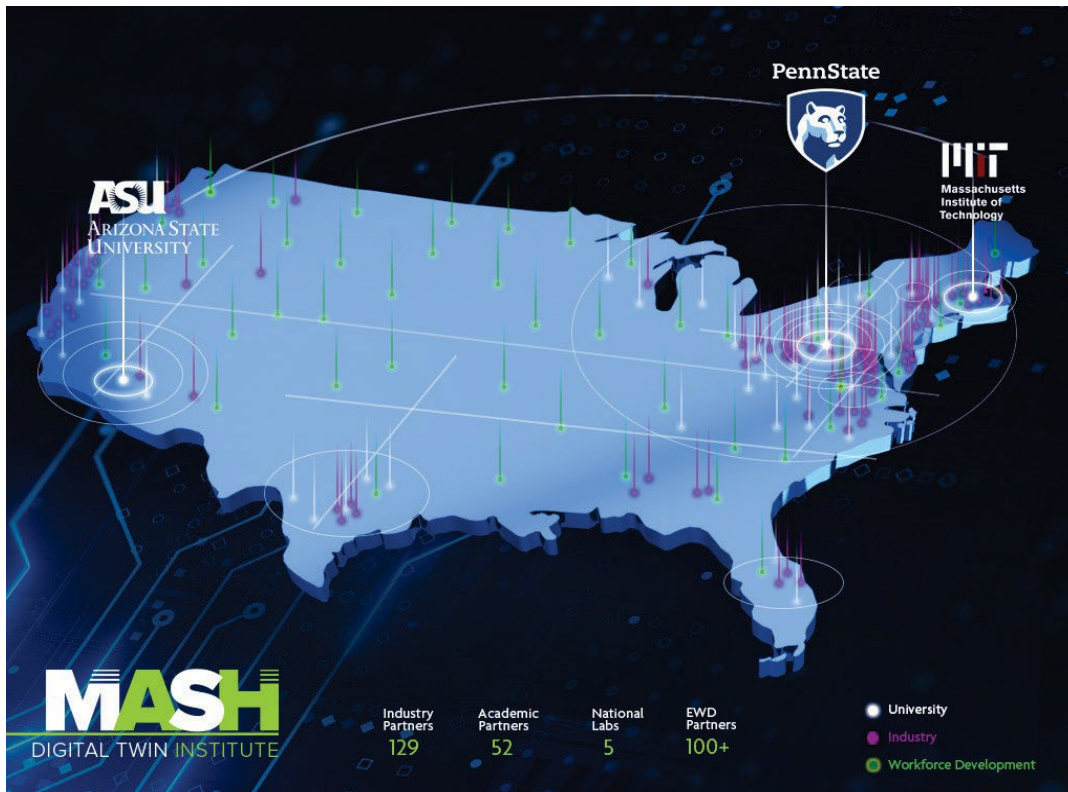 PennState
MIT
Massachusetts
Institute of
Technology
ASU
ARIZONA STATE
UNIVERSITY
MASH
DIGITAL TWIN INSTITUTE
Industry
Partners
129
Academic
Partners
52
National
Labs
5
EWD
Partners
100+
University
Industry
Workforce Development